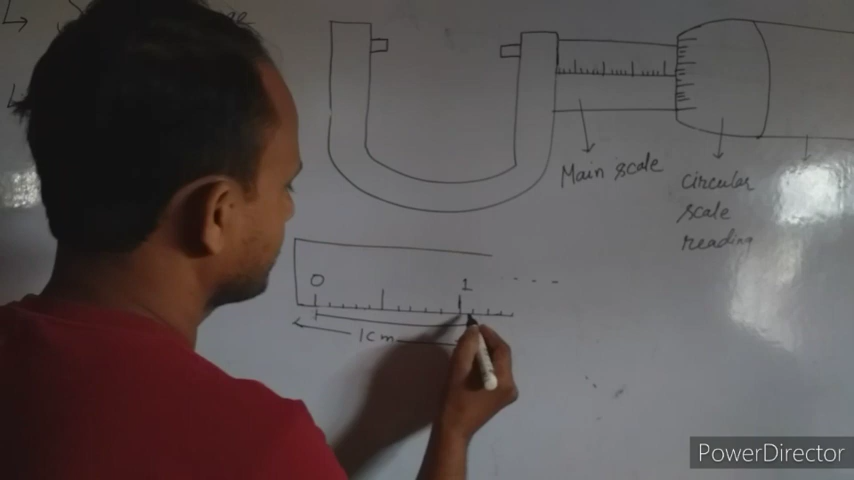 Main scale
Circular
scale
reading
0 1 - - - -
1cm
PowerDirector